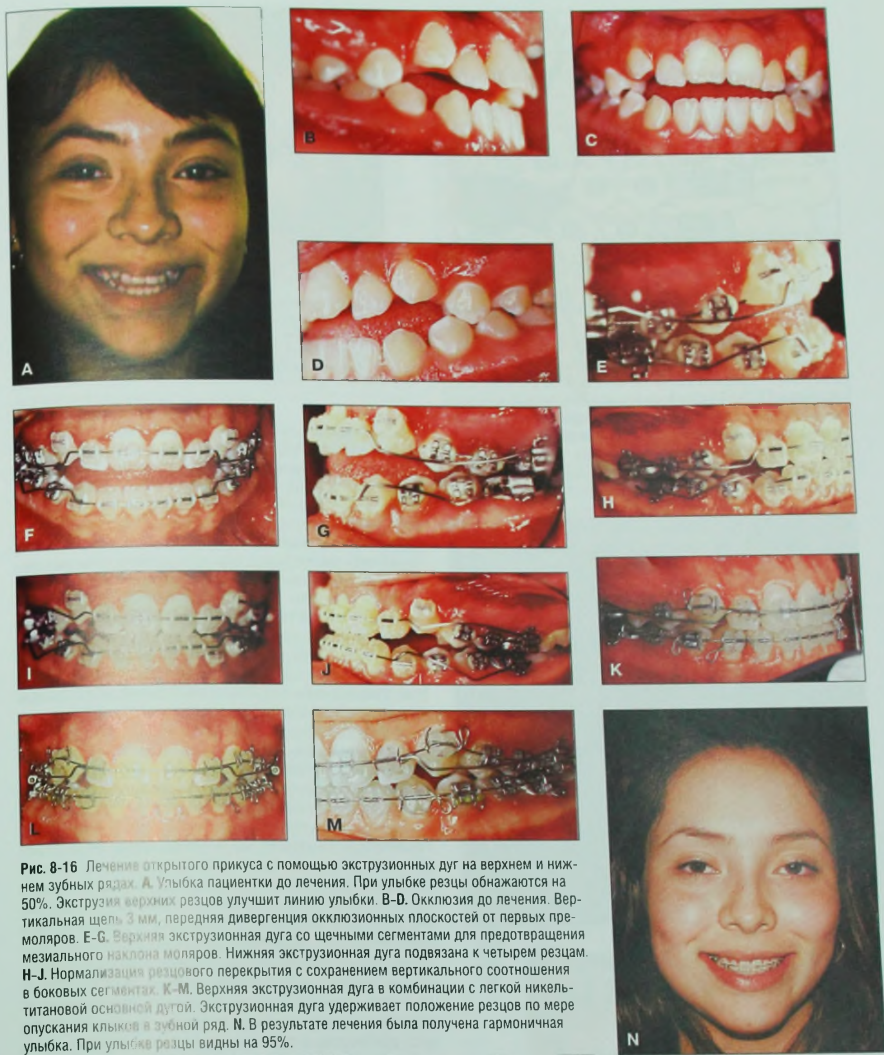 A
B
C
D
E
F
G
H
I
J
K
L
M
N
Рис. 8-16 Лечение открытого прикуса с помощью экструзионных дуг на верхнем и ниж-
нем зубных рядах. A. Улыбка пациентки до лечения. При улыбке резцы обнажаются на
50%. Экструзия верхних резцов улучшит линию улыбки. B-D. Окклюзия до лечения. Вер-
тикальная щель 3 мм, передняя дивергенция окклюзионных плоскостей от первых пре-
моляров. E-G. Верхняя экструзионная дуга со щечными сегментами для предотвращения
мезиального наклона моляров. Нижняя экструзионная дуга подвязана к четырем резцам.
H-J. Нормализация резцового перекрытия с сохранением вертикального соотношения
в боковых сегментах. K-M. Верхняя экструзионная дуга в комбинации с легкой никель-
титановой основной дугой. Экструзионная дуга удерживает положение резцов по мере
опускания клыков в зубной ряд. N. В результате лечения была получена гармоничная
улыбка. При улыбке резцы видны на 95%.